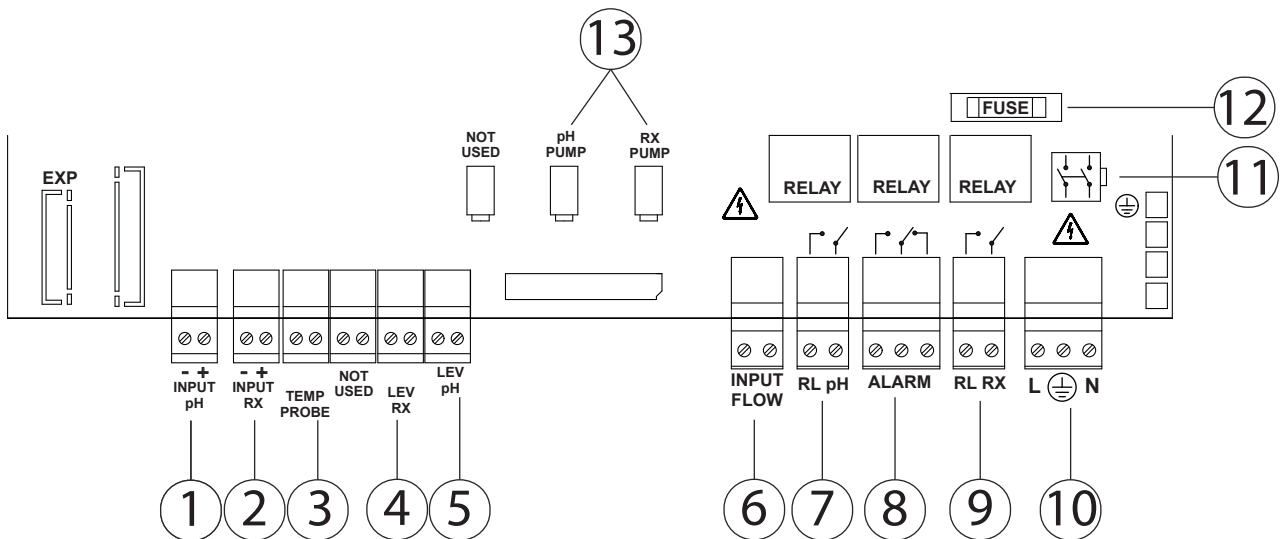 13
FUSE
12
NOT
USED
pH
PUMP
RX
PUMP
EXP
RELAY
RELAY
RELAY
11
- +
INPUT
pH
- +
INPUT
RX
TEMP
PROBE
NOT
USED
LEV
RX
LEV
pH
INPUT
FLOW
RL pH
ALARM
RL RX
L N
1
2
3
4
5
6
7
8
9
10